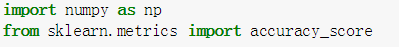 import numpy as np
from sklearn.metrics import accuracy_score